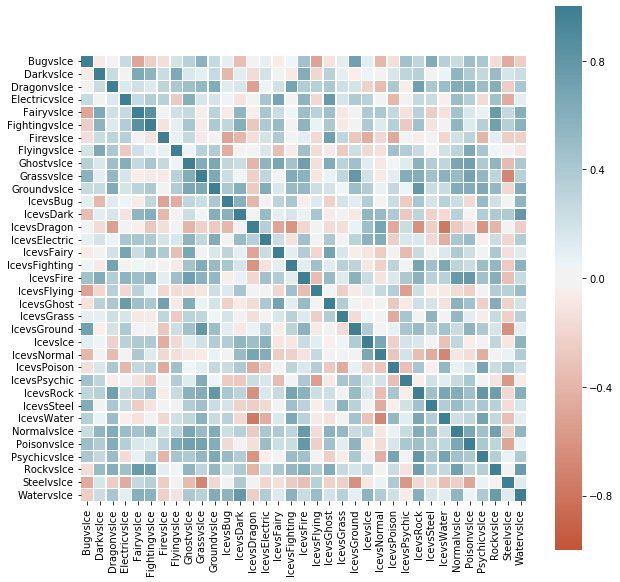 BugvsIce
DarkvsIce
DragonvsIce
ElectricvsIce
FairyvsIce
FightingvsIce
FirevsIce
FlyingvsIce
GhostvsIce
GrassvsIce
GroundvsIce
IcevsBug
IcevsDark
IcevsDragon
IcevsElectric
IcevsFairy
IcevsFighting
IcevsFire
IcevsFlying
IcevsGhost
IcevsGrass
IcevsGround
IcevsIce
IcevsNormal
IcevsPoison
IcevsPsychic
IcevsRock
IcevsSteel
IcevsWater
NormalvsIce
PoisonvsIce
PsychicvsIce
RockvsIce
SteelvsIce
WatervsIce
BugvsIce
DarkvsIce
DragonvsIce
ElectricvsIce
FairyvsIce
FightingvsIce
FirevsIce
FlyingvsIce
GhostvsIce
GrassvsIce
GroundvsIce
IcevsBug
IcevsDark
IcevsDragon
IcevsElectric
IcevsFairy
IcevsFighting
IcevsFire
IcevsFlying
IcevsGhost
IcevsGrass
IcevsGround
IcevsIce
IcevsNormal
IcevsPoison
IcevsPsychic
IcevsRock
IcevsSteel
IcevsWater
NormalvsIce
PoisonvsIce
PsychicvsIce
RockvsIce
SteelvsIce
WatervsIce
0.8
0.4
0.0
−0.4
−0.8